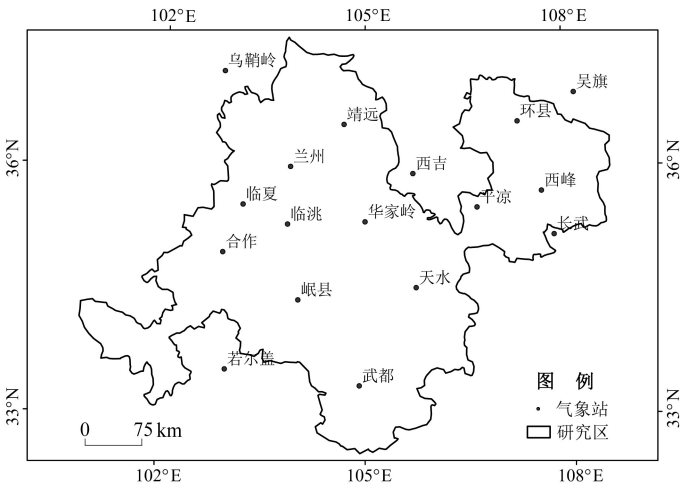 102°E 105°E 108°E
乌鞘岭
吴旗
靖远
环县
36°N
36°N
兰州
西吉
西峰
临夏
平凉
临洮
华家岭
长武
合作
天水
岷县
若尔盖
武都
图 例
气象站
研究区
0 75 km
33°N
33°N
102°E 105°E 108°E